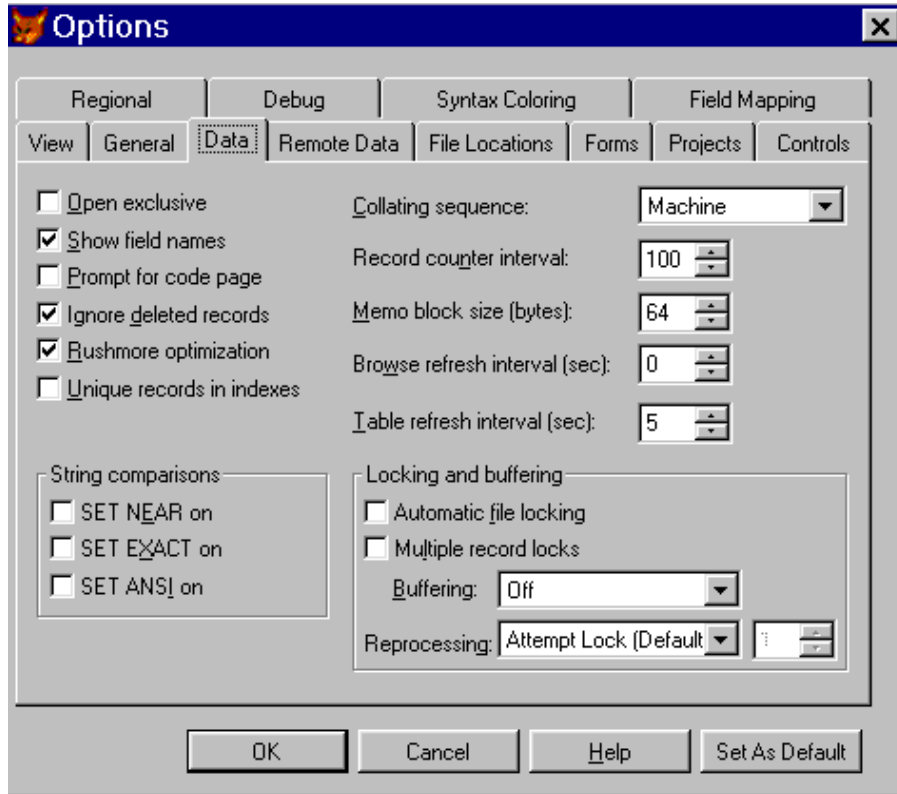 Options
Regional Debug Syntax Coloring Field Mapping
View General Data Remote Data File Locations Forms Projects Controls
Open exclusive
Show field names
Prompt for code page
Ignore deleted records
Rushmore optimization
Unique records in indexes
Collating sequence: Machine
Record counter interval: 100
Memo block size (bytes): 64
Browse refresh interval (sec): 0
Table refresh interval (sec): 5
String comparisons
SET NEAR on
SET EXACT on
SET ANSI on
Locking and buffering
Automatic file locking
Multiple record locks
Buffering: Off
Reprocessing: Attempt Lock (Default
OK Cancel Help Set As Default